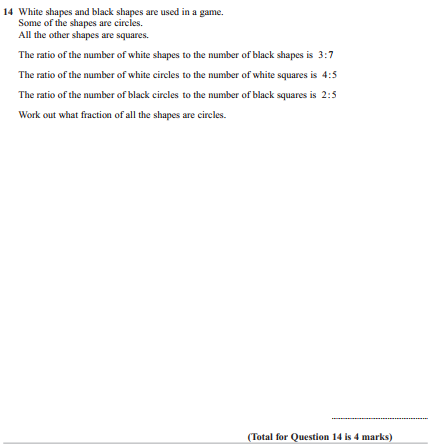 14 White shapes and black shapes are used in a game.
Some of the shapes are circles.
All the other shapes are squares.
The ratio of the number of white shapes to the number of black shapes is 3:7
The ratio of the number of white circles to the number of white squares is 4:5
The ratio of the number of black circles to the number of black squares is 2:5
Work out what fraction of all the shapes are circles.
(Total for Question 14 is 4 marks)